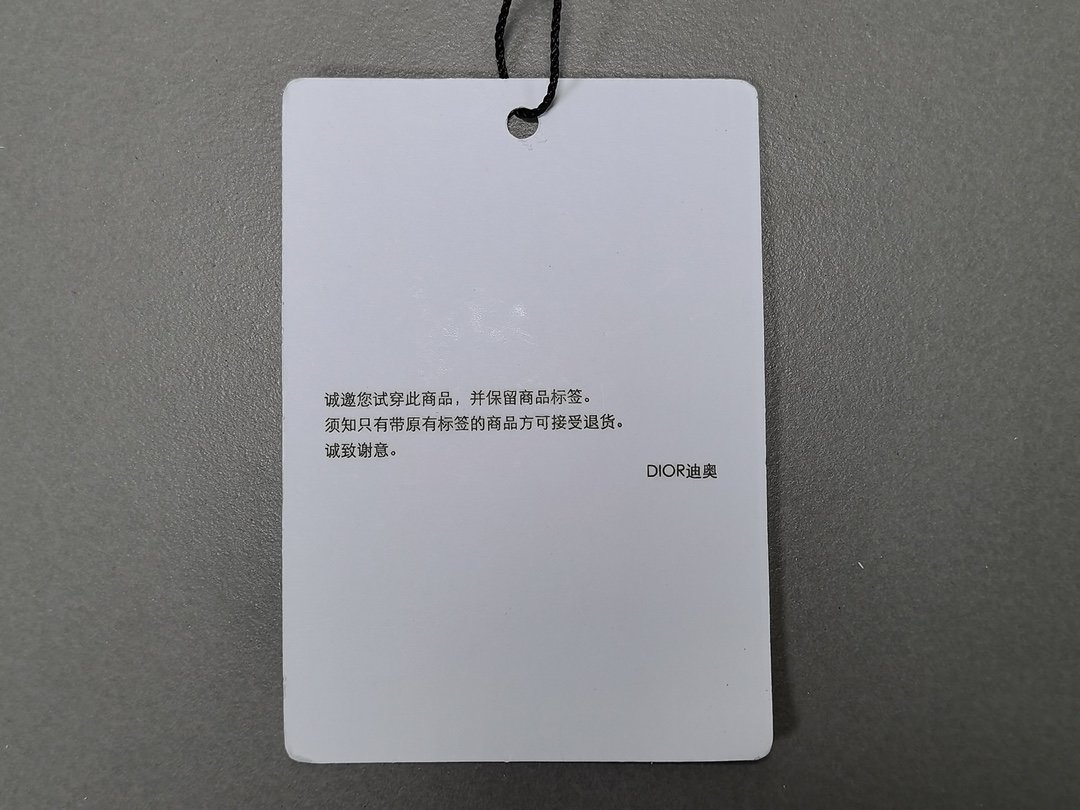 诚邀您试穿此商品，并保留商品标签。
须知只有带原有标签的商品方可接受退货。
诚致谢意。
DIOR迪奥